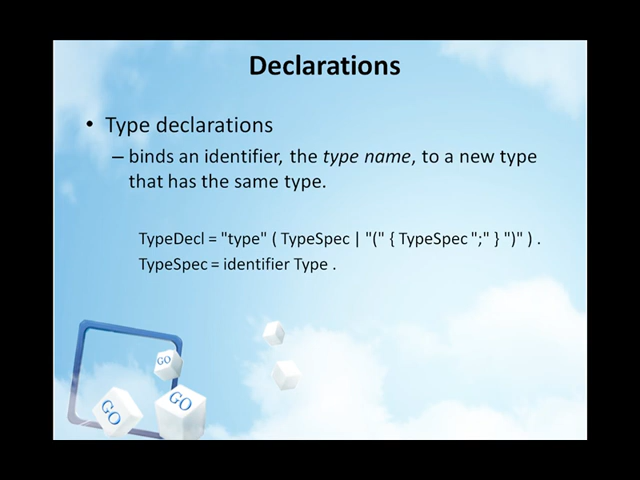 Declarations
• Type declarations
– binds an identifier, the type name, to a new type
that has the same type.
TypeDecl = "type" ( TypeSpec | "(" { TypeSpec ";" } ")" ) .
TypeSpec = identifier Type .
GO
GO
GO